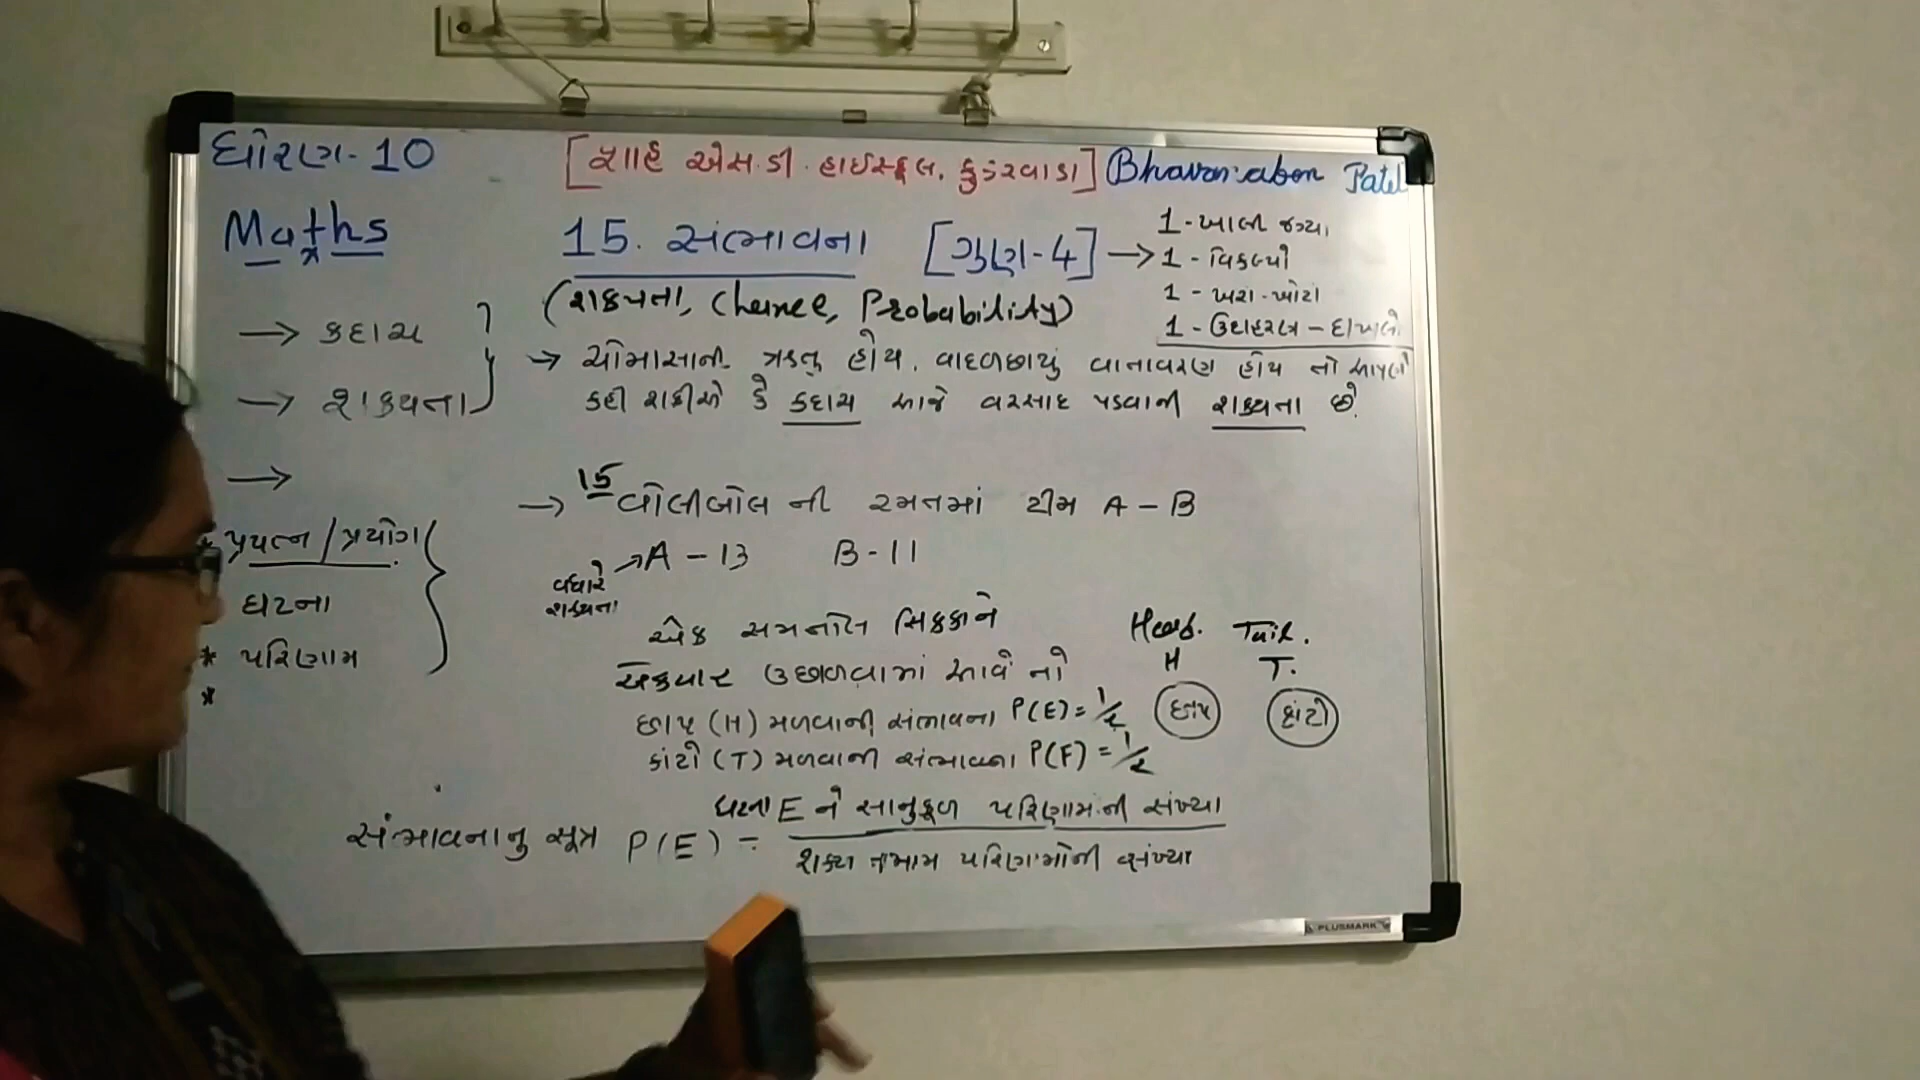 ધોરણ-10
[શાહ એસ.ડી. હાઈસ્કૂલ, કુડંરવાડા] Bhavnaben Patel
Maths
15. સંભાવના [ગુણ-4] →
1 - ખાલી જગ્યા
1 - વિકલ્પો
1 - ખરા-ખોટા
1 - ઉદાહરણ - દાખલો
(શક્યતા, Chance, Probability)
→ કદાચ
→ શક્યતા
→ ચોમાસાની ઋતુ હોય, વાદળછાયું વાતાવરણ હોય તો આપણે
કહી શકીએ કે કદાચ આજે વરસાદ પડવાની શક્યતા છે.
→
→ 15 વોલીબોલ ની રમતમાં ટીમ A - B
વધારે શક્યતા → A - 13 B - 11
* પ્રયત્ન / પ્રયોગ
ઘટના
* પરિણામ
*
એક સમતોલ સિક્કાને
એકવાર ઉછાળવામાં આવે તો
Head. Tail.
H T.
છાપ કાંટો
છાપ (H) મળવાની સંભાવના P(E) = 1/2
કાંટો (T) મળવાની સંભાવના P(F) = 1/2
સંભાવનાનુ સૂત્ર P(E) = ઘટના E ને સાનુકૂળ પરિણામની સંખ્યા
શક્ય તમામ પરિણામોની સંખ્યા
PLUSMARK